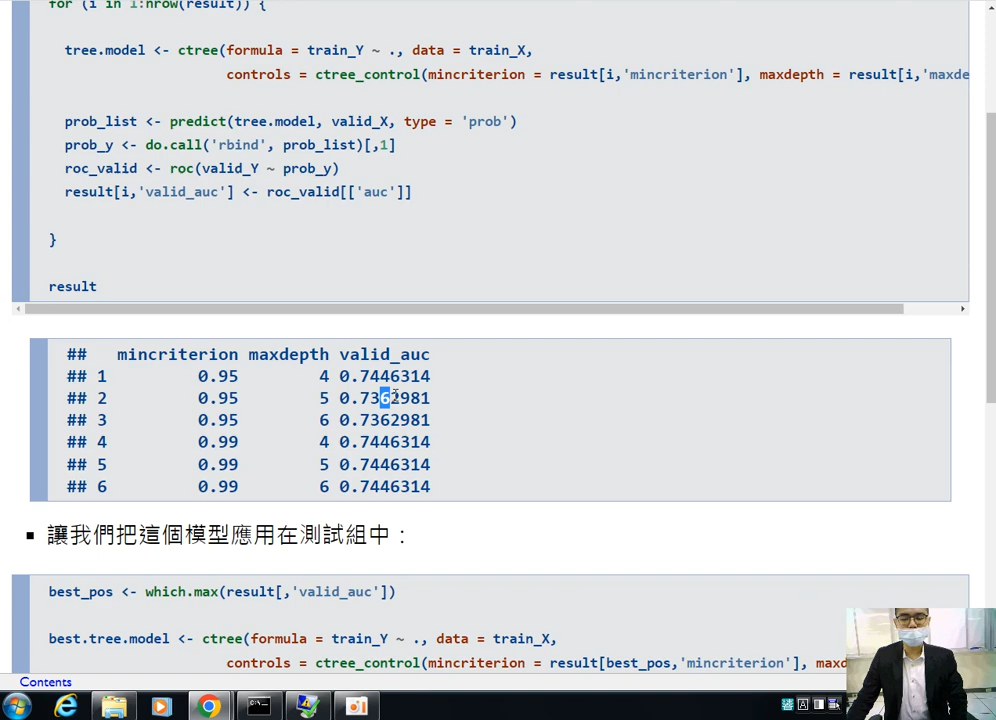 for (i in 1:nrow(result)) {
tree.model <- ctree(formula = train_Y ~ ., data = train_X,
controls = ctree_control(mincriterion = result[i,'mincriterion'], maxdepth = result[i,'maxde
prob_list <- predict(tree.model, valid_X, type = 'prob')
prob_y <- do.call('rbind', prob_list)[,1]
roc_valid <- roc(valid_Y ~ prob_y)
result[i,'valid_auc'] <- roc_valid[['auc']]
}
result
## mincriterion maxdepth valid_auc
## 1 0.95 4 0.7446314
## 2 0.95 5 0.7362981
## 3 0.95 6 0.7362981
## 4 0.99 4 0.7446314
## 5 0.99 5 0.7446314
## 6 0.99 6 0.7446314
▪ 讓我們把這個模型應用在測試組中：
best_pos <- which.max(result[,'valid_auc'])
best.tree.model <- ctree(formula = train_Y ~ ., data = train_X,
controls = ctree_control(mincriterion = result[best_pos,'mincriterion'], maxd
Contents